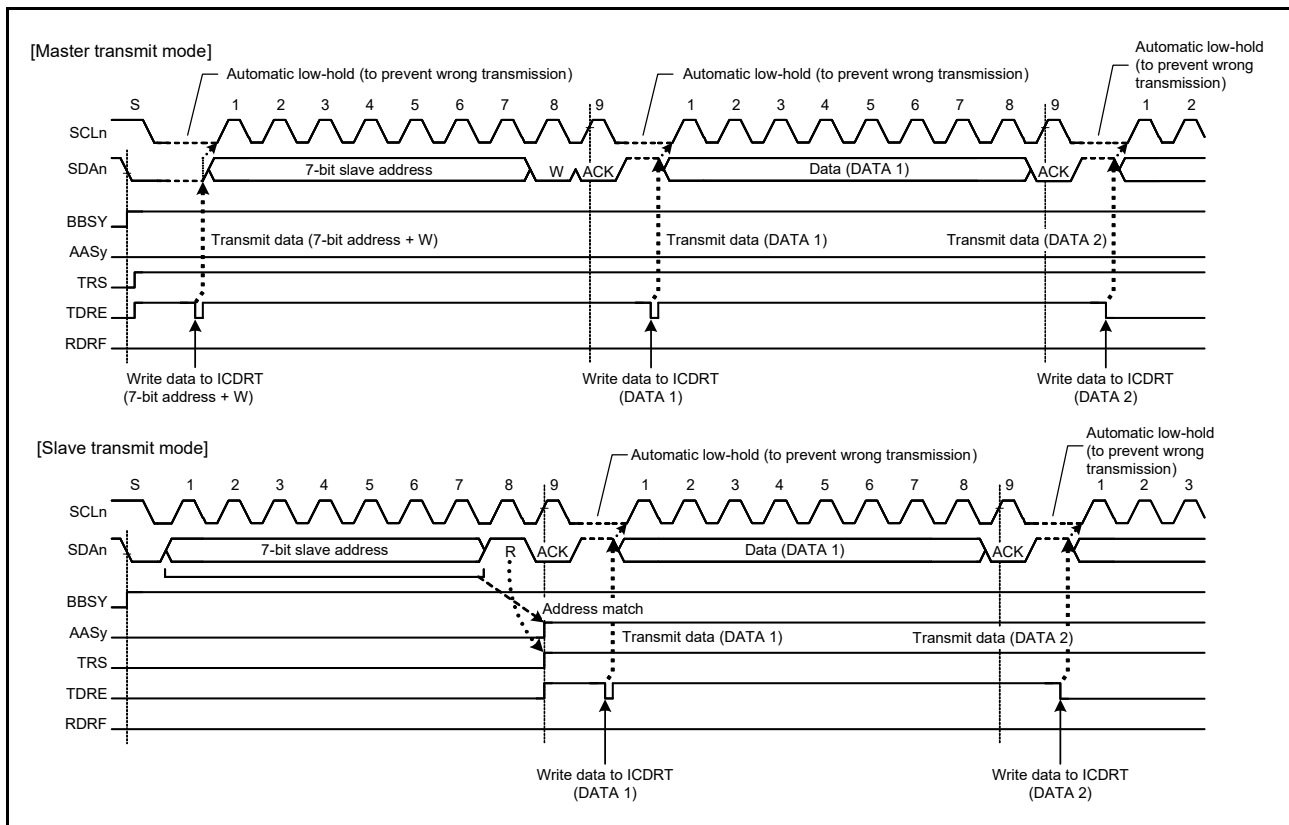 [Master transmit mode]
Automatic low-hold (to prevent wrong transmission)
Automatic low-hold (to prevent wrong transmission)
Automatic low-hold
(to prevent wrong
transmission)
S 1 2 3 4 5 6 7 8 9 1 2 3 4 5 6 7 8 9 1 2
SCLn
SDAn 7-bit slave address W ACK Data (DATA 1) ACK
BBSY
Transmit data (7-bit address + W) Transmit data (DATA 1) Transmit data (DATA 2)
AASy
TRS
TDRE
RDRF
Write data to ICDRT
(7-bit address + W)
Write data to ICDRT
(DATA 1)
Write data to ICDRT
(DATA 2)
[Slave transmit mode]
Automatic low-hold (to prevent wrong transmission)
Automatic low-hold
(to prevent wrong
transmission)
S 1 2 3 4 5 6 7 8 9 1 2 3 4 5 6 7 8 9 1 2 3
SCLn
SDAn 7-bit slave address R ACK Data (DATA 1) ACK
BBSY
Address match
AASy
Transmit data (DATA 1) Transmit data (DATA 2)
TRS
TDRE
RDRF
Write data to ICDRT
(DATA 1)
Write data to ICDRT
(DATA 2)